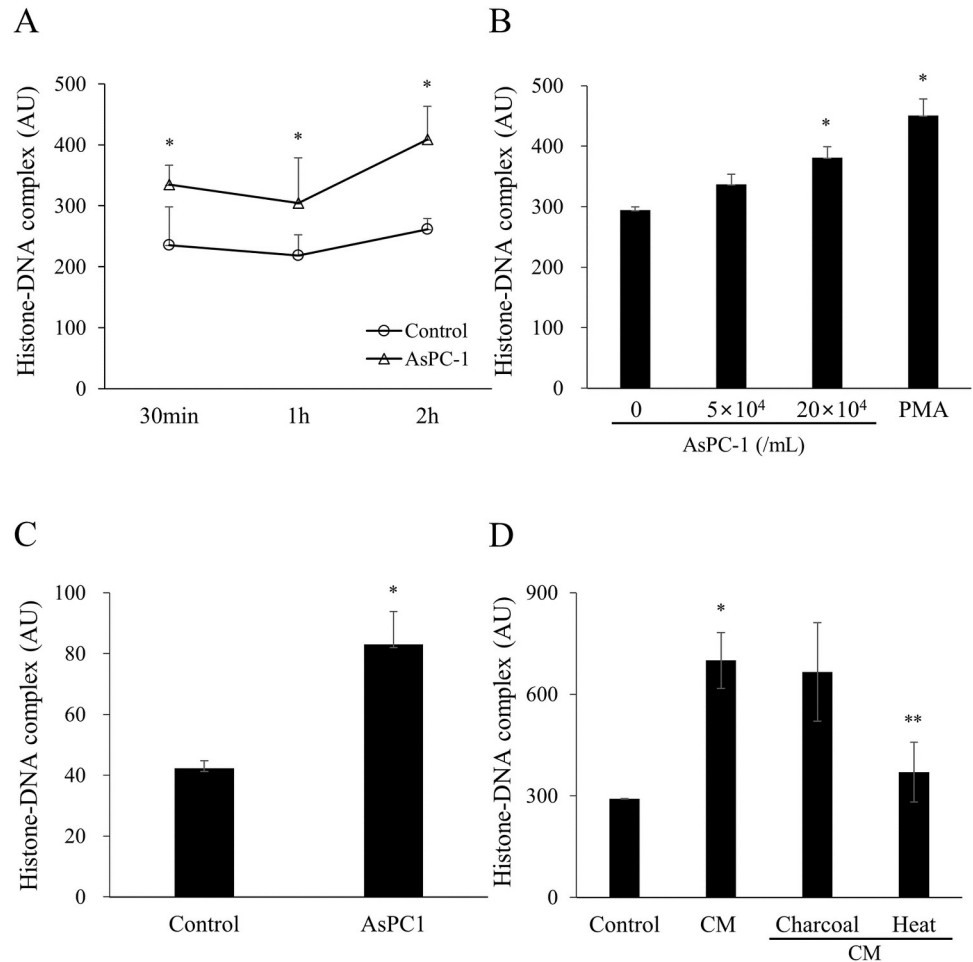 A
Histone-DNA complex (AU)
500
400
300
200
100
0
* * *
Control
AsPC-1
30min 1h 2h
B
Histone-DNA complex (AU)
500
400
300
200
100
0
* *
0 5×10⁴ 20×10⁴ PMA
AsPC-1 (/mL)
C
Histone-DNA complex (AU)
100
80
60
40
20
0
*
Control AsPC1
D
Histone-DNA complex (AU)
900
600
300
0
* **
Control CM Charcoal Heat
CM